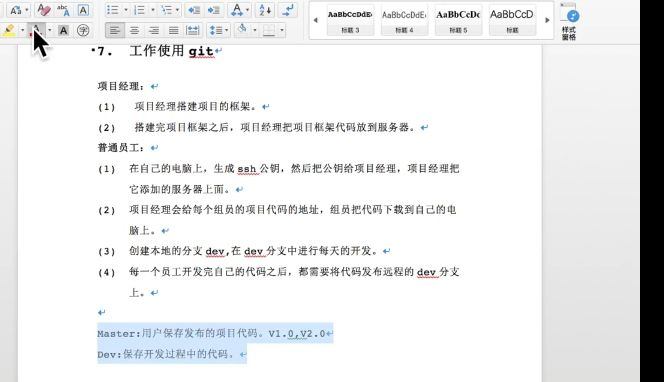 AaBbCcDdEe
AaBbCcDdEe
AaBbCcDc
AaBbCcD
标题 3
标题 4
标题 5
标题
样式
窗格
7. 工作使用 git
项目经理：
(1) 项目经理搭建项目的框架。
(2) 搭建完项目框架之后，项目经理把项目框架代码放到服务器。
普通员工：
(1) 在自己的电脑上，生成 ssh 公钥，然后把公钥给项目经理，项目经理把
它添加的服务器上面。
(2) 项目经理会给每个组员的项目代码的地址，组员把代码下载到自己的电
脑上。
(3) 创建本地的分支 dev,在 dev 分支中进行每天的开发。
(4) 每一个员工开发完自己的代码之后，都需要将代码发布远程的 dev 分支
上。
Master:用户保存发布的项目代码。V1.0,V2.0
Dev:保存开发过程中的代码。